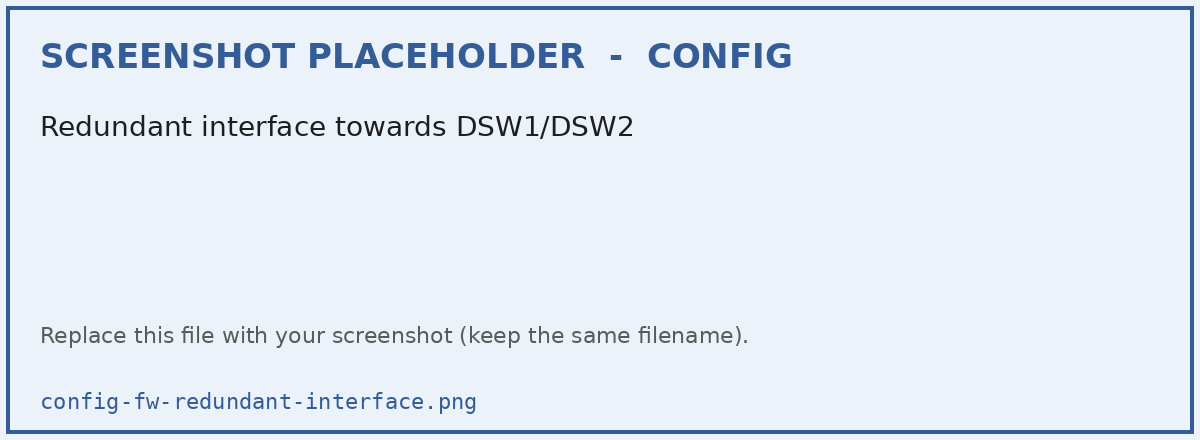 SCREENSHOT PLACEHOLDER - CONFIG
Redundant interface towards DSW1/DSW2
Replace this file with your screenshot (keep the same filename).
config-fw-redundant-interface.png